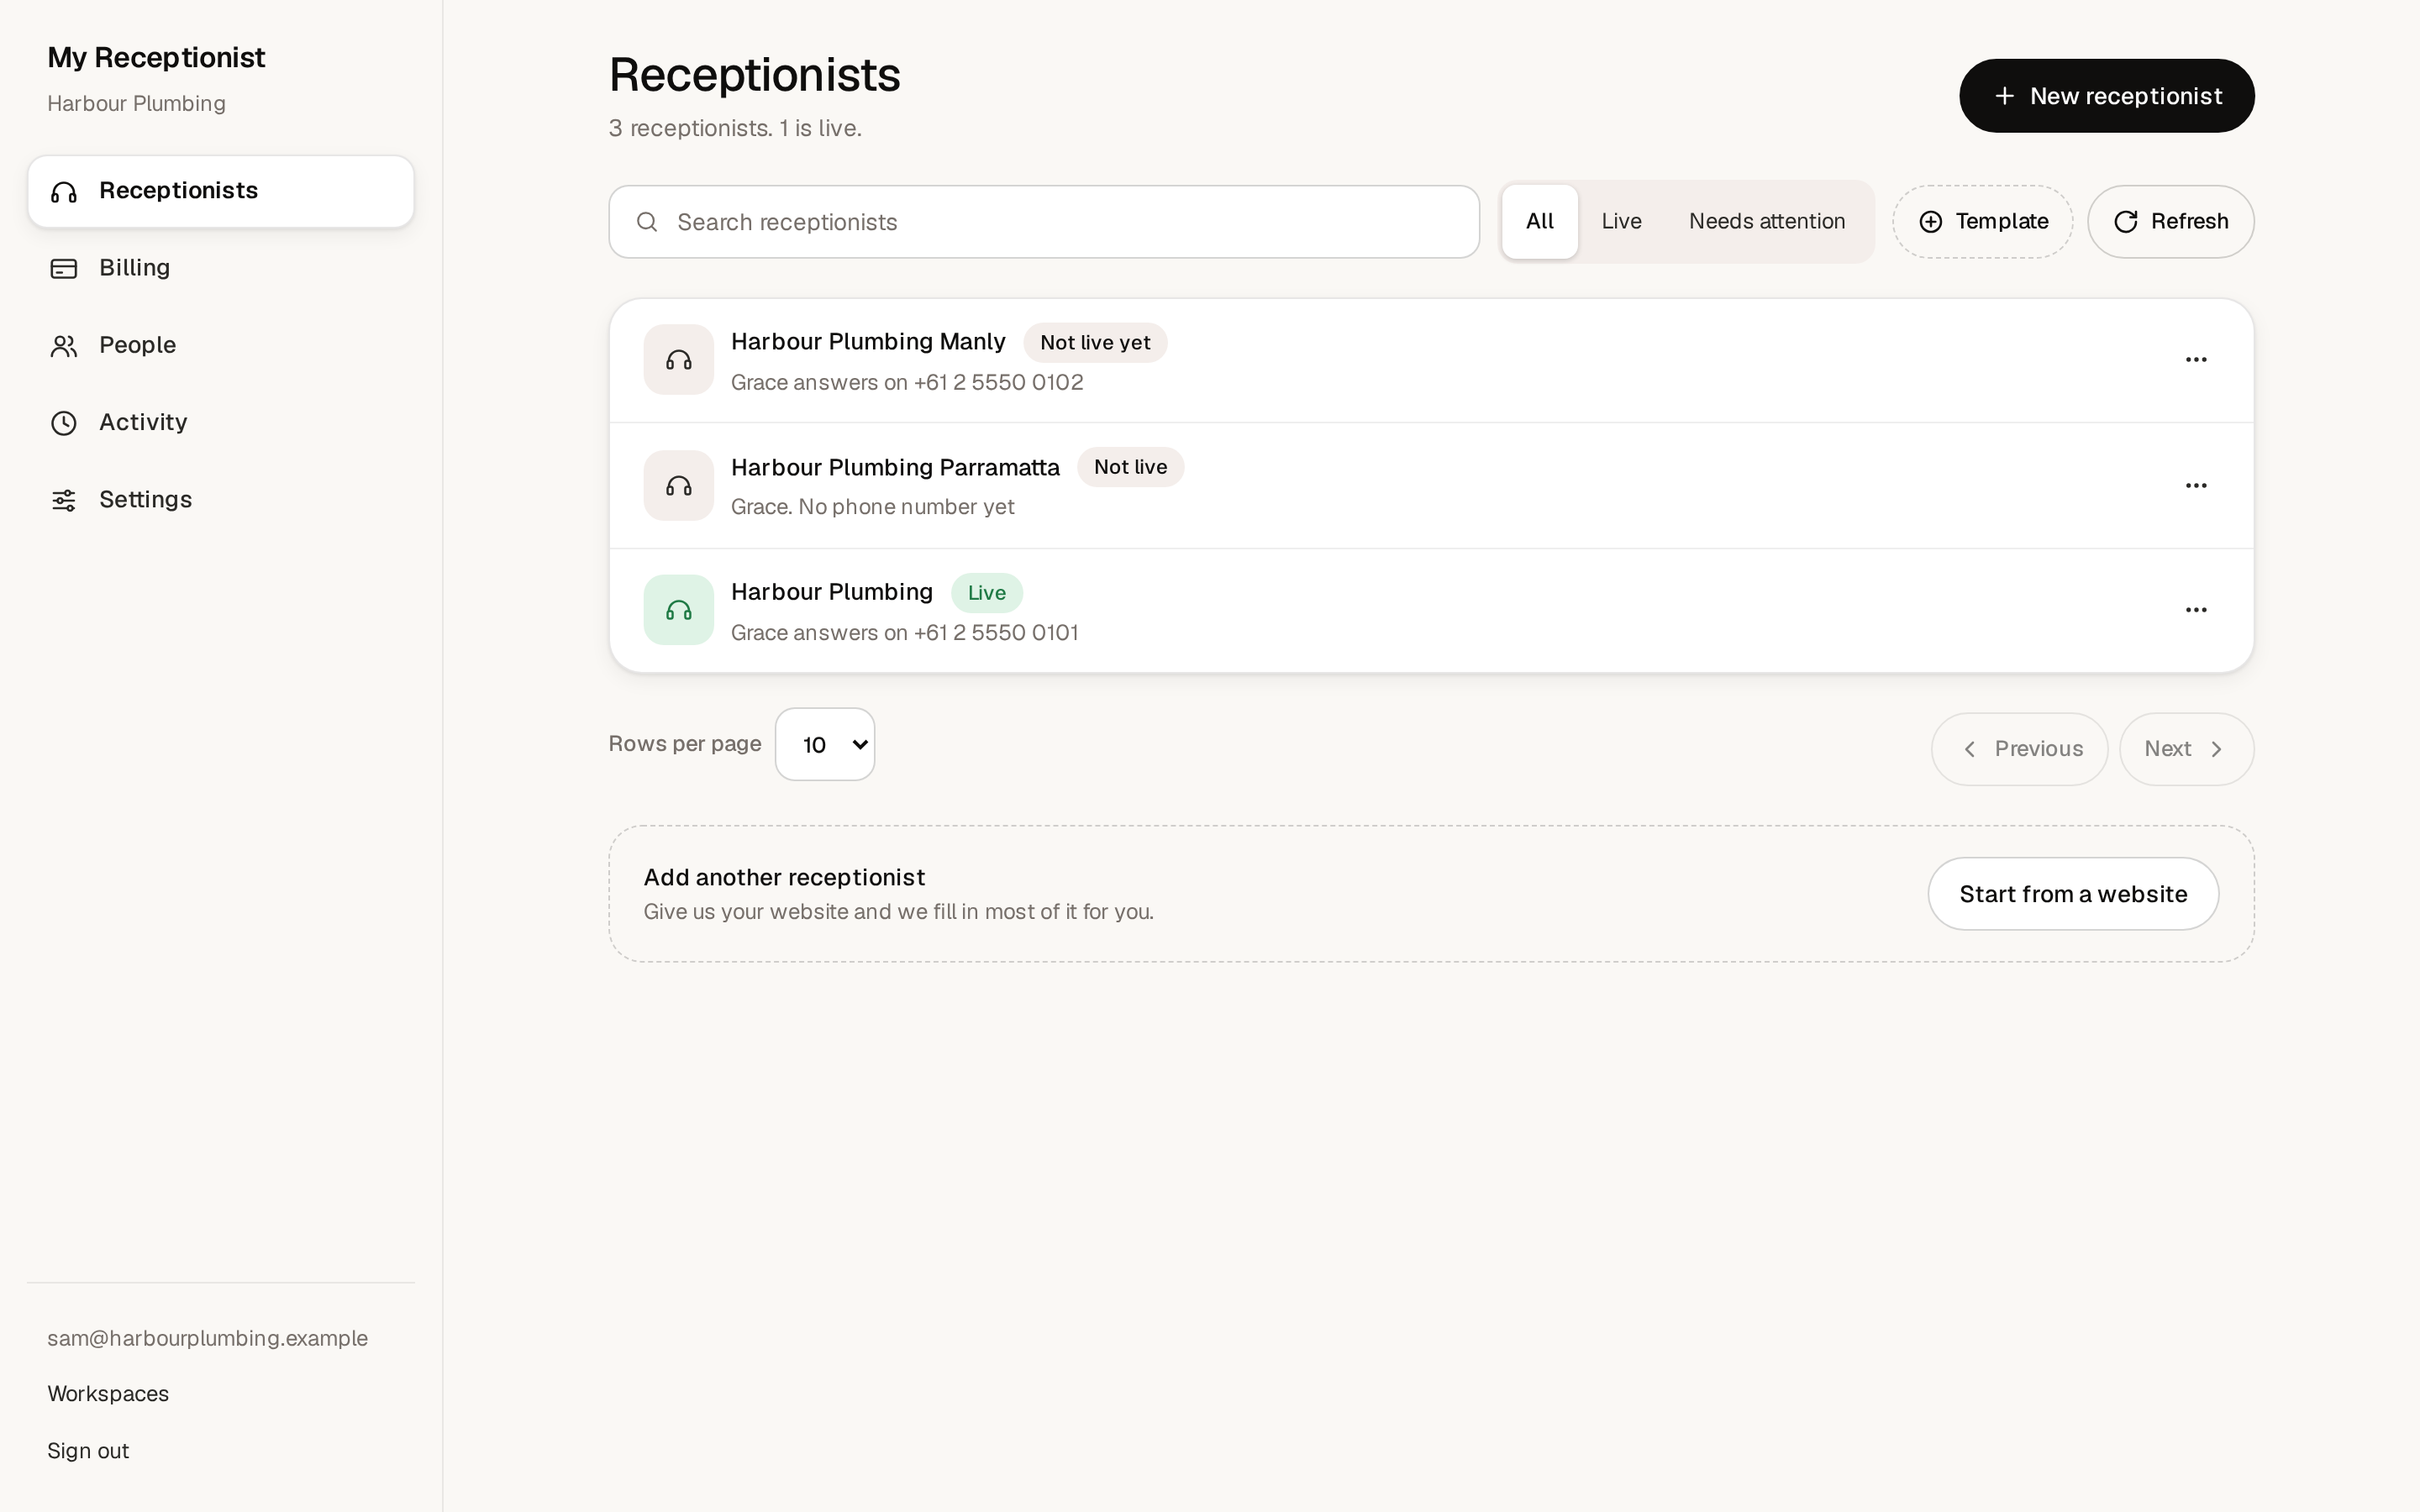 My Receptionist
Harbour Plumbing
Receptionists
Billing
People
Activity
Settings
sam@harbourplumbing.example
Workspaces
Sign out
Receptionists
3 receptionists. 1 is live.
New receptionist
Search receptionists
All Live Needs attention
Template
Refresh
Harbour Plumbing Manly Not live yet
Grace answers on +61 2 5550 0102
Harbour Plumbing Parramatta Not live
Grace. No phone number yet
Harbour Plumbing Live
Grace answers on +61 2 5550 0101
Rows per page 10
Previous Next
Add another receptionist
Give us your website and we fill in most of it for you.
Start from a website